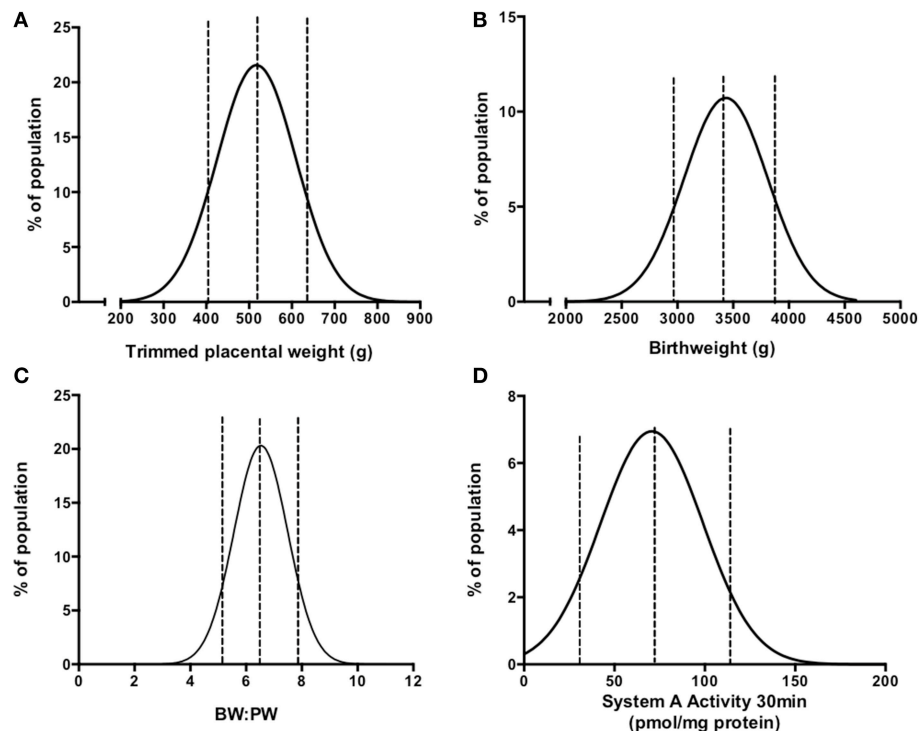 A
25
20
15
10
5
0
% of population
200 300 400 500 600 700 800 900
Trimmed placental weight (g)
B
15
10
5
0
% of population
2000 2500 3000 3500 4000 4500 5000
Birthweight (g)
C
25
20
15
10
5
0
% of population
0 2 4 6 8 10 12
BW:PW
D
8
6
4
2
0
% of population
0 50 100 150 200
System A Activity 30min
(pmol/mg protein)